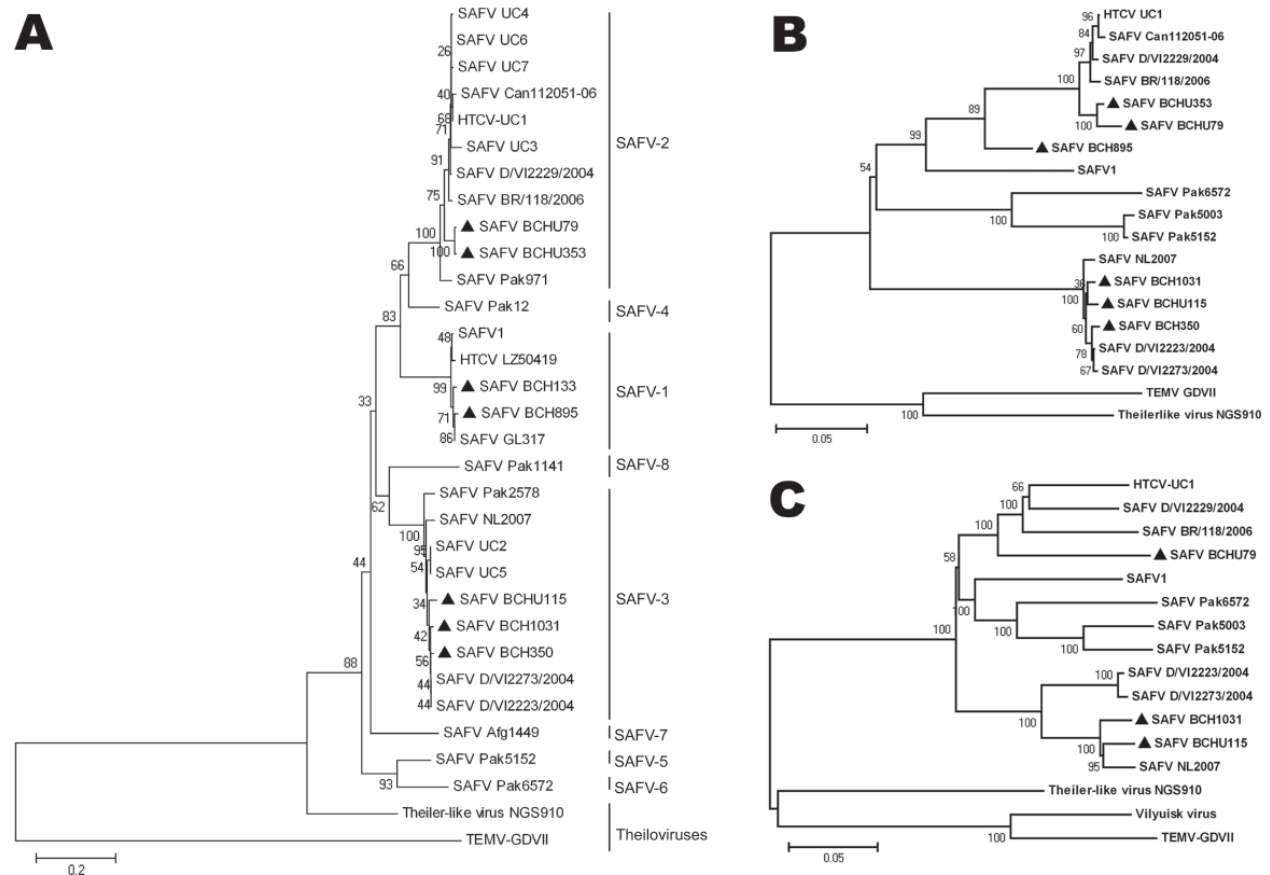 A
SAFV UC4
SAFV UC6
26
SAFV UC7
40
SAFV Can112051-06
68
HTCV-UC1
71
SAFV UC3
SAFV-2
91
SAFV D/VI2229/2004
75
SAFV BR/118/2006
100
▲ SAFV BCHU79
100
▲ SAFV BCHU353
66
SAFV Pak971
SAFV Pak12
SAFV-4
83
SAFV1
48
HTCV LZ50419
99
▲ SAFV BCH133
SAFV-1
71
▲ SAFV BCH895
86
SAFV GL317
33
SAFV Pak1141
SAFV-8
62
SAFV Pak2578
100
SAFV NL2007
95
SAFV UC2
54
SAFV UC5
44
34
▲ SAFV BCHU115
SAFV-3
42
▲ SAFV BCH1031
56
▲ SAFV BCH350
44
SAFV D/VI2273/2004
44
SAFV D/VI2223/2004
88
SAFV Afg1449
SAFV-7
SAFV Pak5152
SAFV-5
93
SAFV Pak6572
SAFV-6
Theiler-like virus NGS910
TEMV-GDVII
Theiloviruses
0.2
B
96
HTCV UC1
84
SAFV Can112051-06
97
SAFV D/VI2229/2004
100
SAFV BR/118/2006
89
▲ SAFV BCHU353
100
▲ SAFV BCHU79
99
▲ SAFV BCH895
54
SAFV1
SAFV Pak6572
100
SAFV Pak5003
100
SAFV Pak5152
SAFV NL2007
36
▲ SAFV BCH1031
100
▲ SAFV BCHU115
60
▲ SAFV BCH350
78
SAFV D/VI2223/2004
67
SAFV D/VI2273/2004
TEMV GDVII
100
Theilerlike virus NGS910
0.05
C
66
HTCV-UC1
100
SAFV D/VI2229/2004
100
SAFV BR/118/2006
58
▲ SAFV BCHU79
SAFV1
100
SAFV Pak6572
100
100
SAFV Pak5003
100
SAFV Pak5152
SAFV D/VI2223/2004
100
SAFV D/VI2273/2004
100
▲ SAFV BCH1031
100
▲ SAFV BCHU115
95
SAFV NL2007
Theiler-like virus NGS910
Vilyuisk virus
100
TEMV-GDVII
0.05